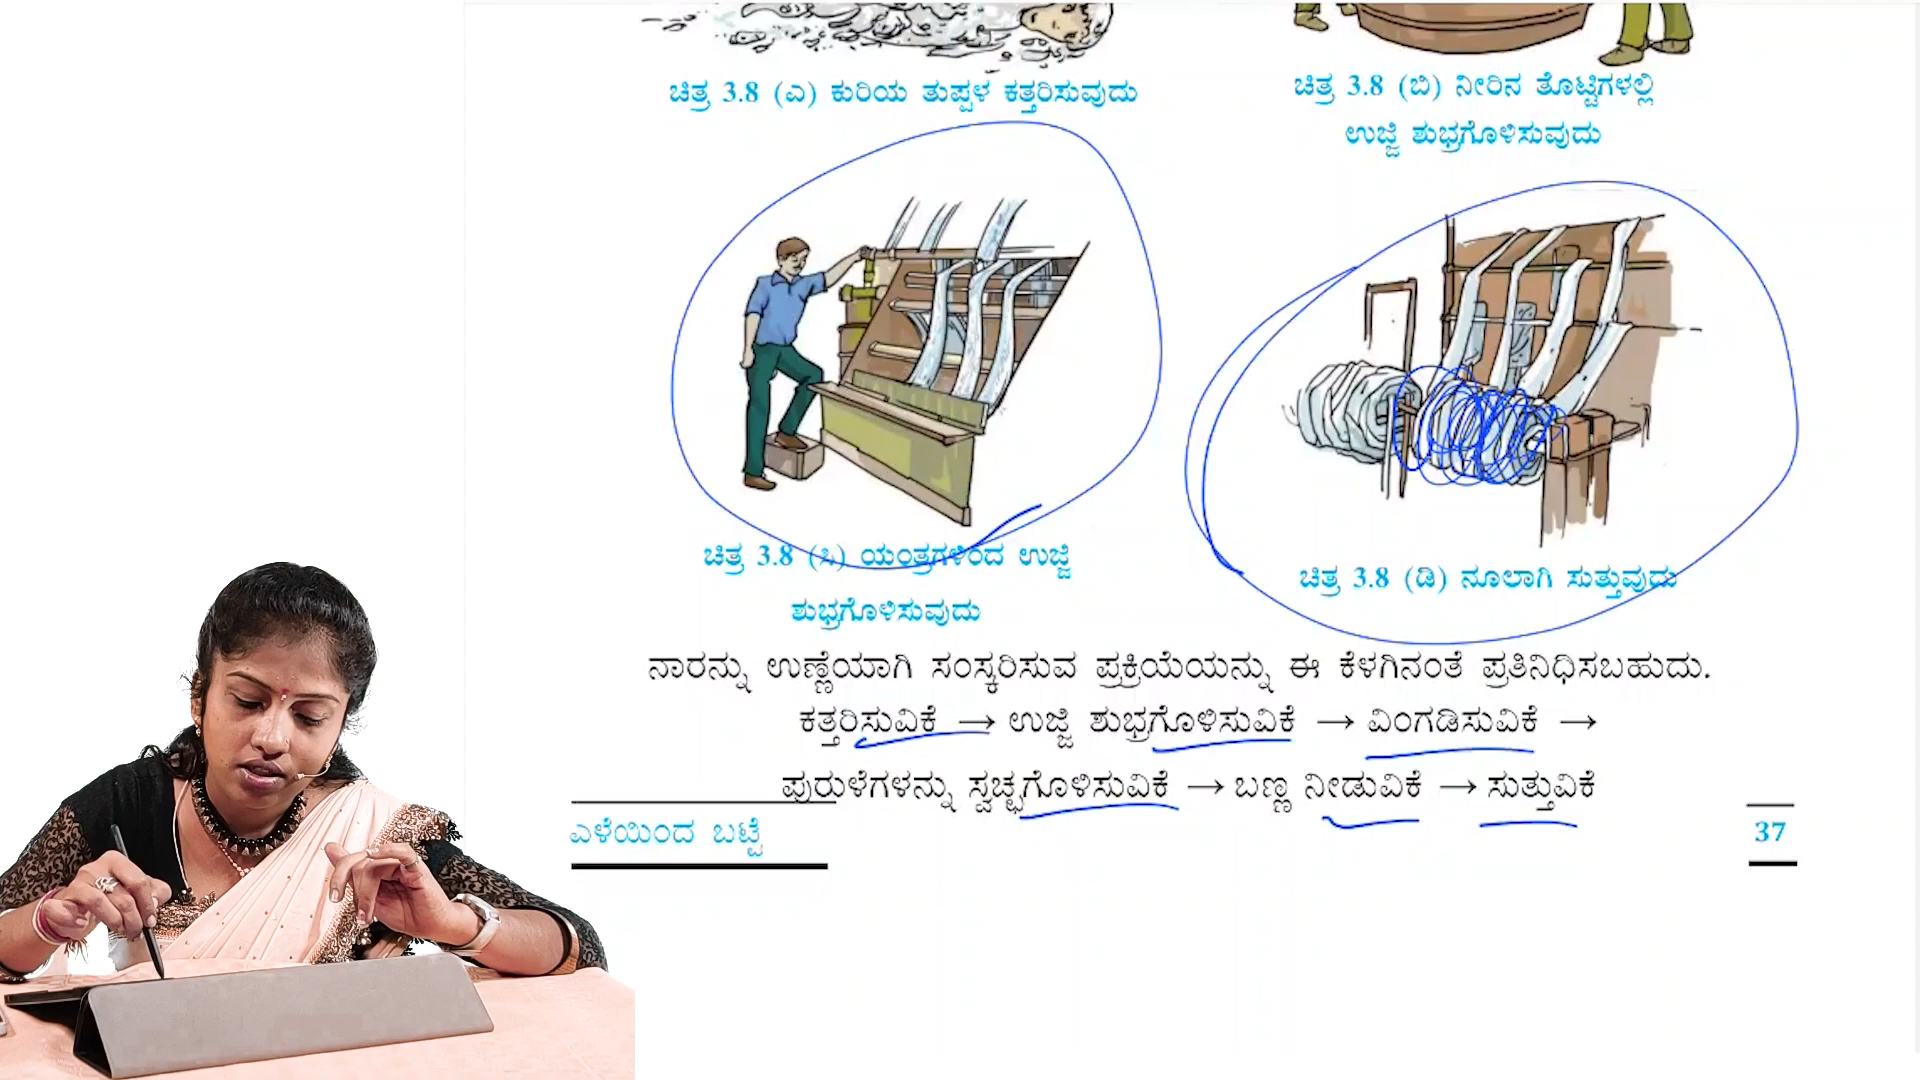 ಚಿತ್ರ 3.8 (ಎ) ಕುರಿಯ ತುಪ್ಪಳ ಕತ್ತರಿಸುವುದು
ಚಿತ್ರ 3.8 (ಬಿ) ನೀರಿನ ತೊಟ್ಟಿಗಳಲ್ಲಿ
ಉಜ್ಜಿ ಶುಭ್ರಗೊಳಿಸುವುದು
ಚಿತ್ರ 3.8 (ಸಿ) ಯಂತ್ರಗಳಿಂದ ಉಜ್ಜಿ
ಶುಭ್ರಗೊಳಿಸುವುದು
ಚಿತ್ರ 3.8 (ಡಿ) ನೂಲಾಗಿ ಸುತ್ತುವುದು
ನಾರನ್ನು ಉಣ್ಣೆಯಾಗಿ ಸಂಸ್ಕರಿಸುವ ಪ್ರಕ್ರಿಯೆಯನ್ನು ಈ ಕೆಳಗಿನಂತೆ ಪ್ರತಿನಿಧಿಸಬಹುದು.
ಕತ್ತರಿಸುವಿಕೆ → ಉಜ್ಜಿ ಶುಭ್ರಗೊಳಿಸುವಿಕೆ → ವಿಂಗಡಿಸುವಿಕೆ →
ಪುರುಳೆಗಳನ್ನು ಸ್ವಚ್ಛಗೊಳಿಸುವಿಕೆ → ಬಣ್ಣ ನೀಡುವಿಕೆ → ಸುತ್ತುವಿಕೆ
ಎಳೆಯಿಂದ ಬಟ್ಟೆ
37